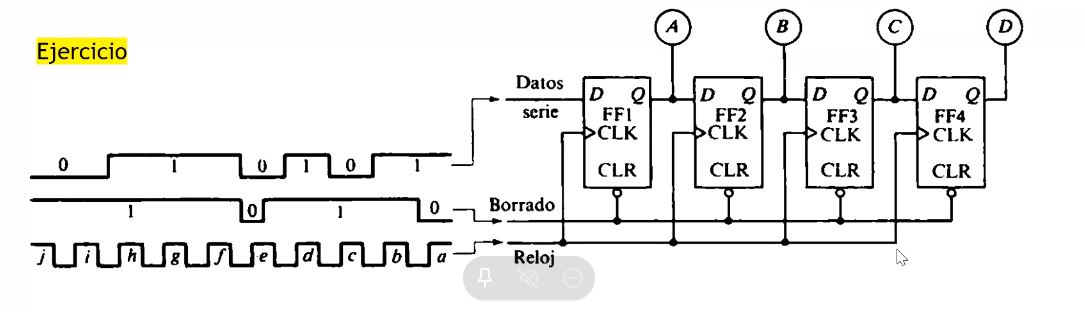 Ejercicio
A B C D
Datos
serie
D Q D Q D Q D Q
FF1 FF2 FF3 FF4
CLK CLK CLK CLK
CLR CLR CLR CLR
0 1 0 1 0 1
Borrado
1 0 1 0
Reloj
j i h g f e d c b a